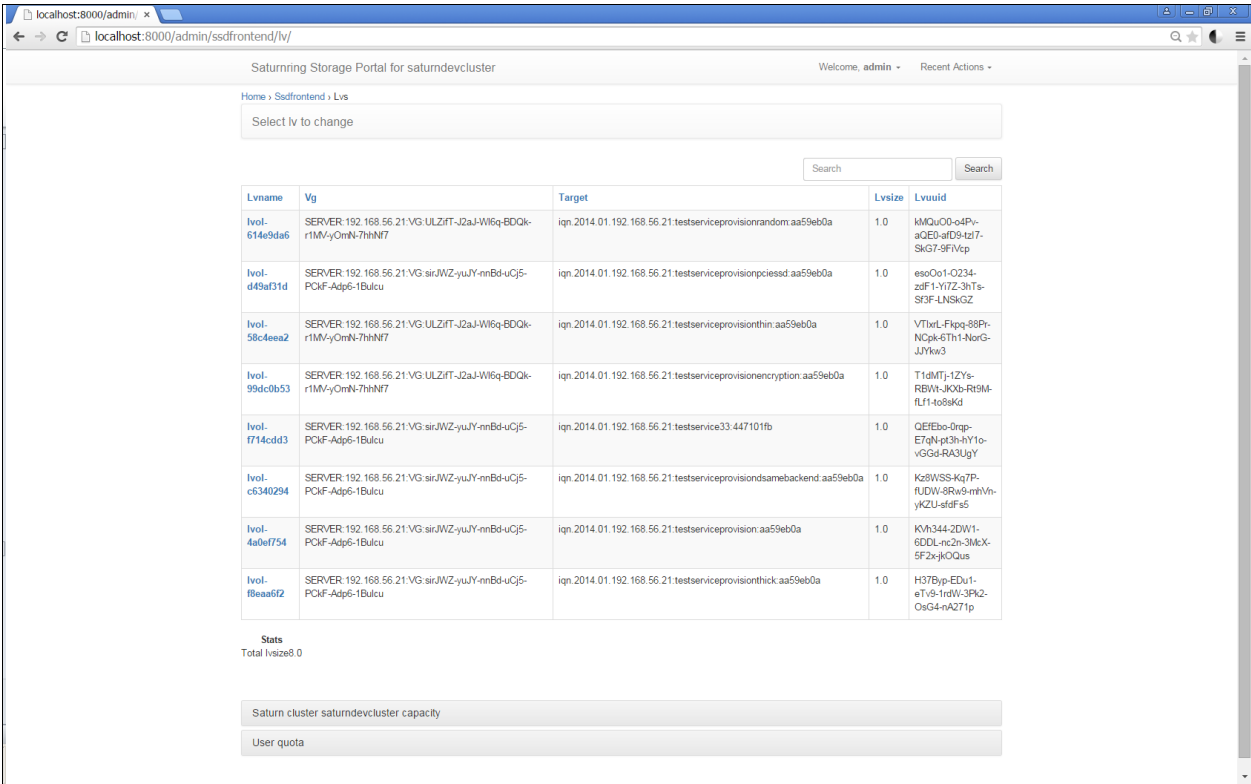 localhost:8000/admin/ ×
localhost:8000/admin/ssdfrontend/lv/
Saturnring Storage Portal for saturndevcluster
Welcome, admin
Recent Actions
Home › Ssdfrontend › Lvs
Select lv to change
Search
Search
Lvname Vg Target Lvsize Lvuuid
lvol- SERVER:192.168.56.21:VG:ULZifT-J2aJ-Wl6q-BDQk- iqn.2014.01.192.168.56.21:testserviceprovisionrandom:aa59eb0a 1.0 kMQuO0-o4Pv-
614e9da6 r1MV-yOmN-7hhNf7 aQE0-afD9-tzI7-
SkG7-9FiVcp
lvol- SERVER:192.168.56.21:VG:sirJWZ-yuJY-nnBd-uCj5- iqn.2014.01.192.168.56.21:testserviceprovisionpciessd:aa59eb0a 1.0 esoOo1-O234-
d49af31d PCkF-Adp6-1Bulcu zdF1-Yi7Z-3hTs-
Sf3F-LNSkGZ
lvol- SERVER:192.168.56.21:VG:ULZifT-J2aJ-Wl6q-BDQk- iqn.2014.01.192.168.56.21:testserviceprovisionthin:aa59eb0a 1.0 VTIxrL-Fkpq-88Pr-
58c4eea2 r1MV-yOmN-7hhNf7 NCpk-6Th1-NorG-
JJYkw3
lvol- SERVER:192.168.56.21:VG:ULZifT-J2aJ-Wl6q-BDQk- iqn.2014.01.192.168.56.21:testserviceprovisionencryption:aa59eb0a 1.0 T1dMTj-1ZYs-
99dc0b53 r1MV-yOmN-7hhNf7 RBWt-JKXb-Rt9M-
fLf1-to8sKd
lvol- SERVER:192.168.56.21:VG:sirJWZ-yuJY-nnBd-uCj5- iqn.2014.01.192.168.56.21:testservice33:447101fb 1.0 QEfEbo-0rqp-
f714cdd3 PCkF-Adp6-1Bulcu E7qN-pt3h-hY1o-
vGGd-RA3UgY
lvol- SERVER:192.168.56.21:VG:sirJWZ-yuJY-nnBd-uCj5- iqn.2014.01.192.168.56.21:testserviceprovisiondsamebackend:aa59eb0a 1.0 Kz8WSS-Kq7P-
c6340294 PCkF-Adp6-1Bulcu fUDW-8Rw9-mhVn-
yKZU-sfdFs5
lvol- SERVER:192.168.56.21:VG:sirJWZ-yuJY-nnBd-uCj5- iqn.2014.01.192.168.56.21:testserviceprovision:aa59eb0a 1.0 KVh344-2DW1-
4a0ef754 PCkF-Adp6-1Bulcu 6DDL-nc2n-3McX-
5F2x-jkOQus
lvol- SERVER:192.168.56.21:VG:sirJWZ-yuJY-nnBd-uCj5- iqn.2014.01.192.168.56.21:testserviceprovisionthick:aa59eb0a 1.0 H37Byp-EDu1-
f8eaa6f2 PCkF-Adp6-1Bulcu eTv9-1rdW-3Pk2-
OsG4-nA271p
Stats
Total lvsize8.0
Saturn cluster saturndevcluster capacity
User quota